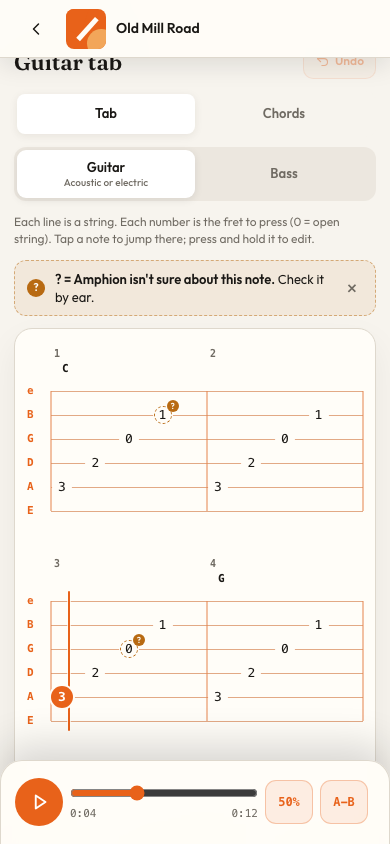 Old Mill Road
Guitar tab
Undo
Tab
Chords
Guitar
Acoustic or electric
Bass
Each line is a string. Each number is the fret to press (0 = open
string). Tap a note to jump there; press and hold it to edit.
? = Amphion isn't sure about this note. Check it
by ear.
1
2
C
e
B 1 ? 1
G 0 0
D 2 2
A 3 3
E
3
4
G
e
B 1 1
G 0 ? 0
D 2 2
A 3 3
E
0:04
0:12
50%
A–B